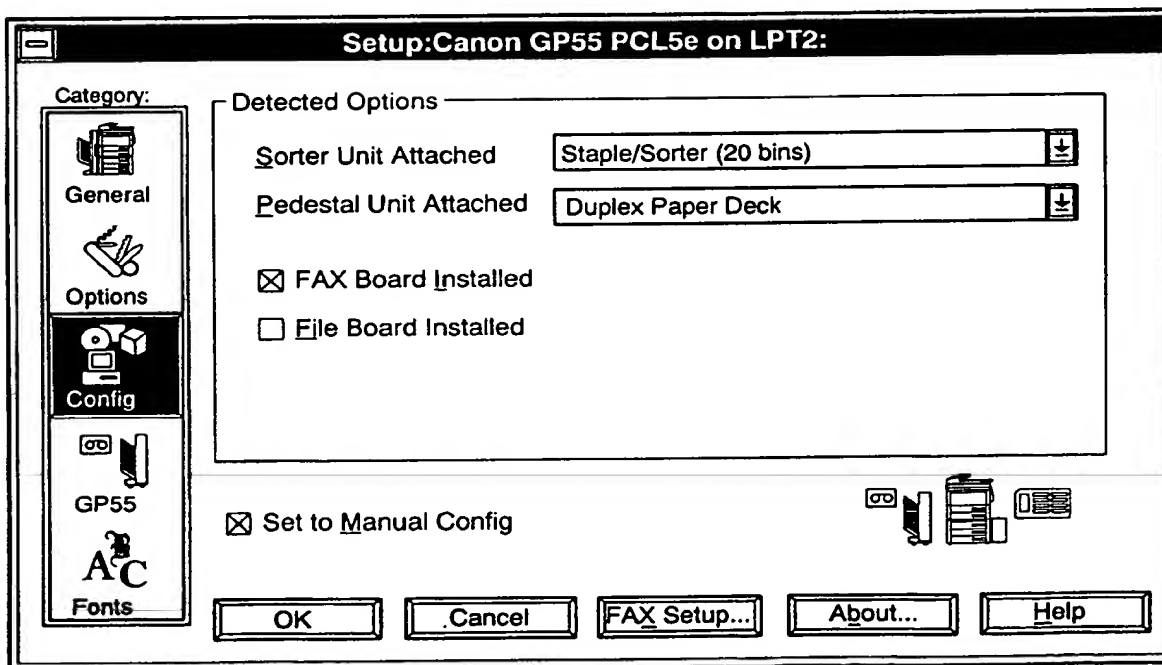 Setup:Canon GP55 PCL5e on LPT2:
Category:
General
Options
Config
GP55
ABC
Fonts
Detected Options
Sorter Unit Attached Staple/Sorter (20 bins)
Pedestal Unit Attached Duplex Paper Deck
FAX Board Installed
File Board Installed
Set to Manual Config
OK Cancel FAX Setup... About... Help